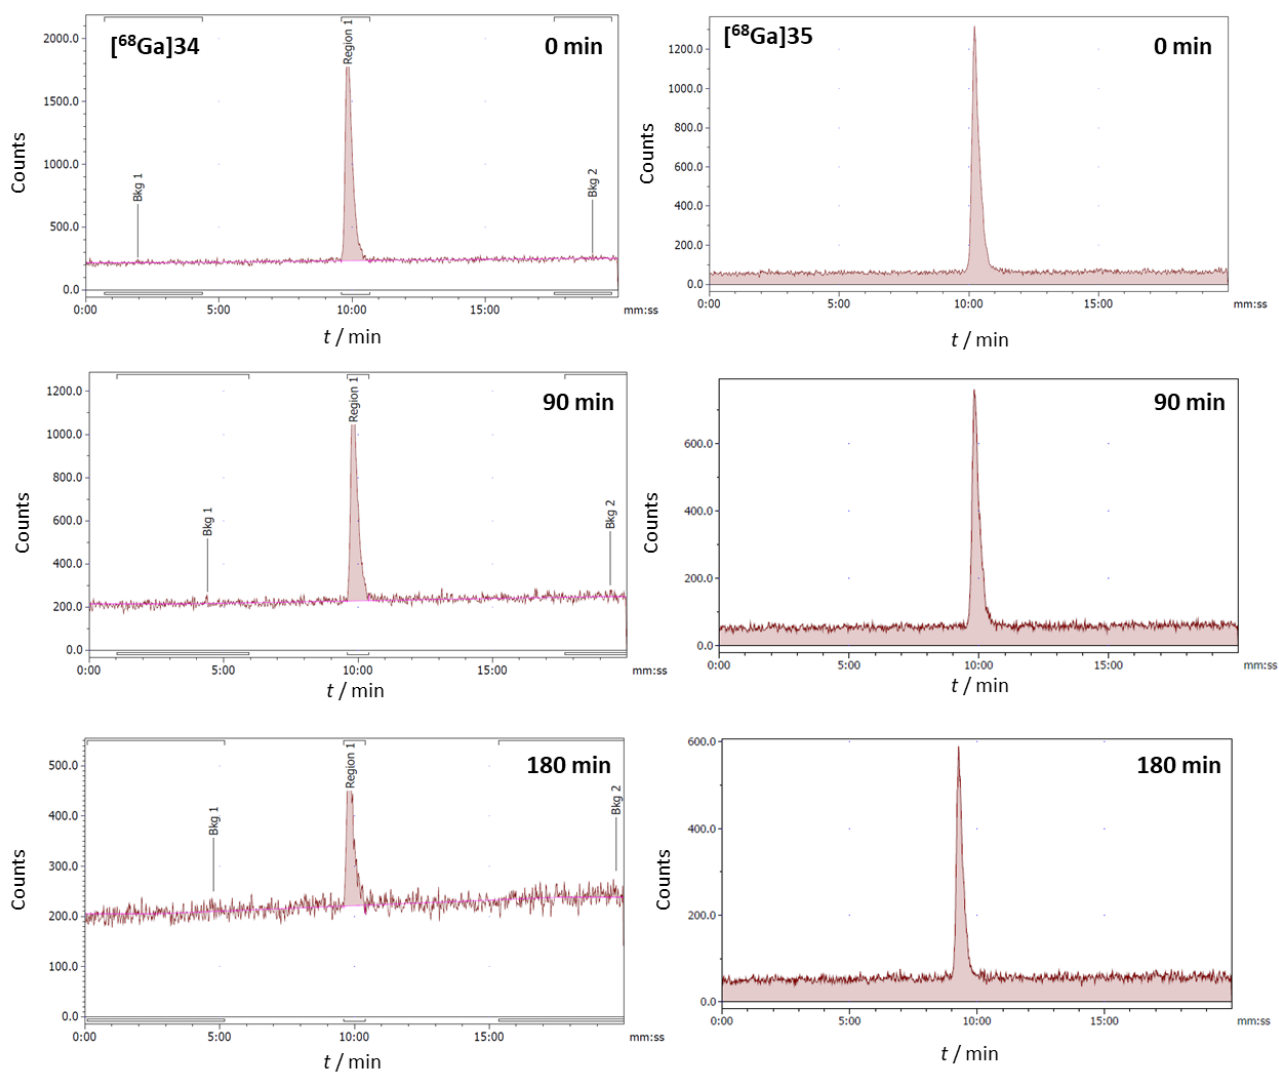 [⁶⁸Ga]34
0 min
Region 1
Bkg 1
Bkg 2
2000.0
1500.0
1000.0
500.0
0.0
Counts
0:00 5:00 10:00 15:00 mm:ss
t / min
[⁶⁸Ga]35
0 min
1200.0
1000.0
800.0
600.0
400.0
200.0
0.0
Counts
0:00 5:00 10:00 15:00 mm:ss
t / min
90 min
Region 1
Bkg 1
Bkg 2
1200.0
1000.0
800.0
600.0
400.0
200.0
0.0
Counts
0:00 5:00 10:00 15:00 mm:ss
t / min
90 min
600.0
400.0
200.0
0.0
Counts
0:00 5:00 10:00 15:00 mm:ss
t / min
180 min
Region 1
Bkg 1
Bkg 2
500.0
400.0
300.0
200.0
100.0
0.0
Counts
0:00 5:00 10:00 15:00 mm:ss
t / min
180 min
600.0
400.0
200.0
0.0
Counts
0:00 5:00 10:00 15:00 mm:ss
t / min